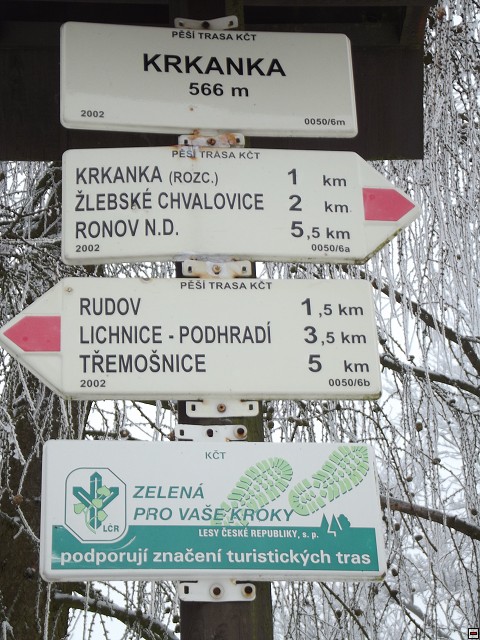 PĚŠÍ TRASA KČT
KRKANKA
566 m
2002 0050/6m
PĚŠÍ TRASA KČT
KRKANKA (ROZC.) 1 km
ŽLEBSKÉ CHVALOVICE 2 km
RONOV N.D. 5,5 km
2002 0050/6a
PĚŠÍ TRASA KČT
RUDOV 1,5 km
LICHNICE - PODHRADÍ 3,5 km
TŘEMOŠNICE 5 km
2002 0050/6b
KČT
LČR
ZELENÁ
PRO VAŠE KROKY
LESY ČESKÉ REPUBLIKY, s. p.
podporují značení turistických tras